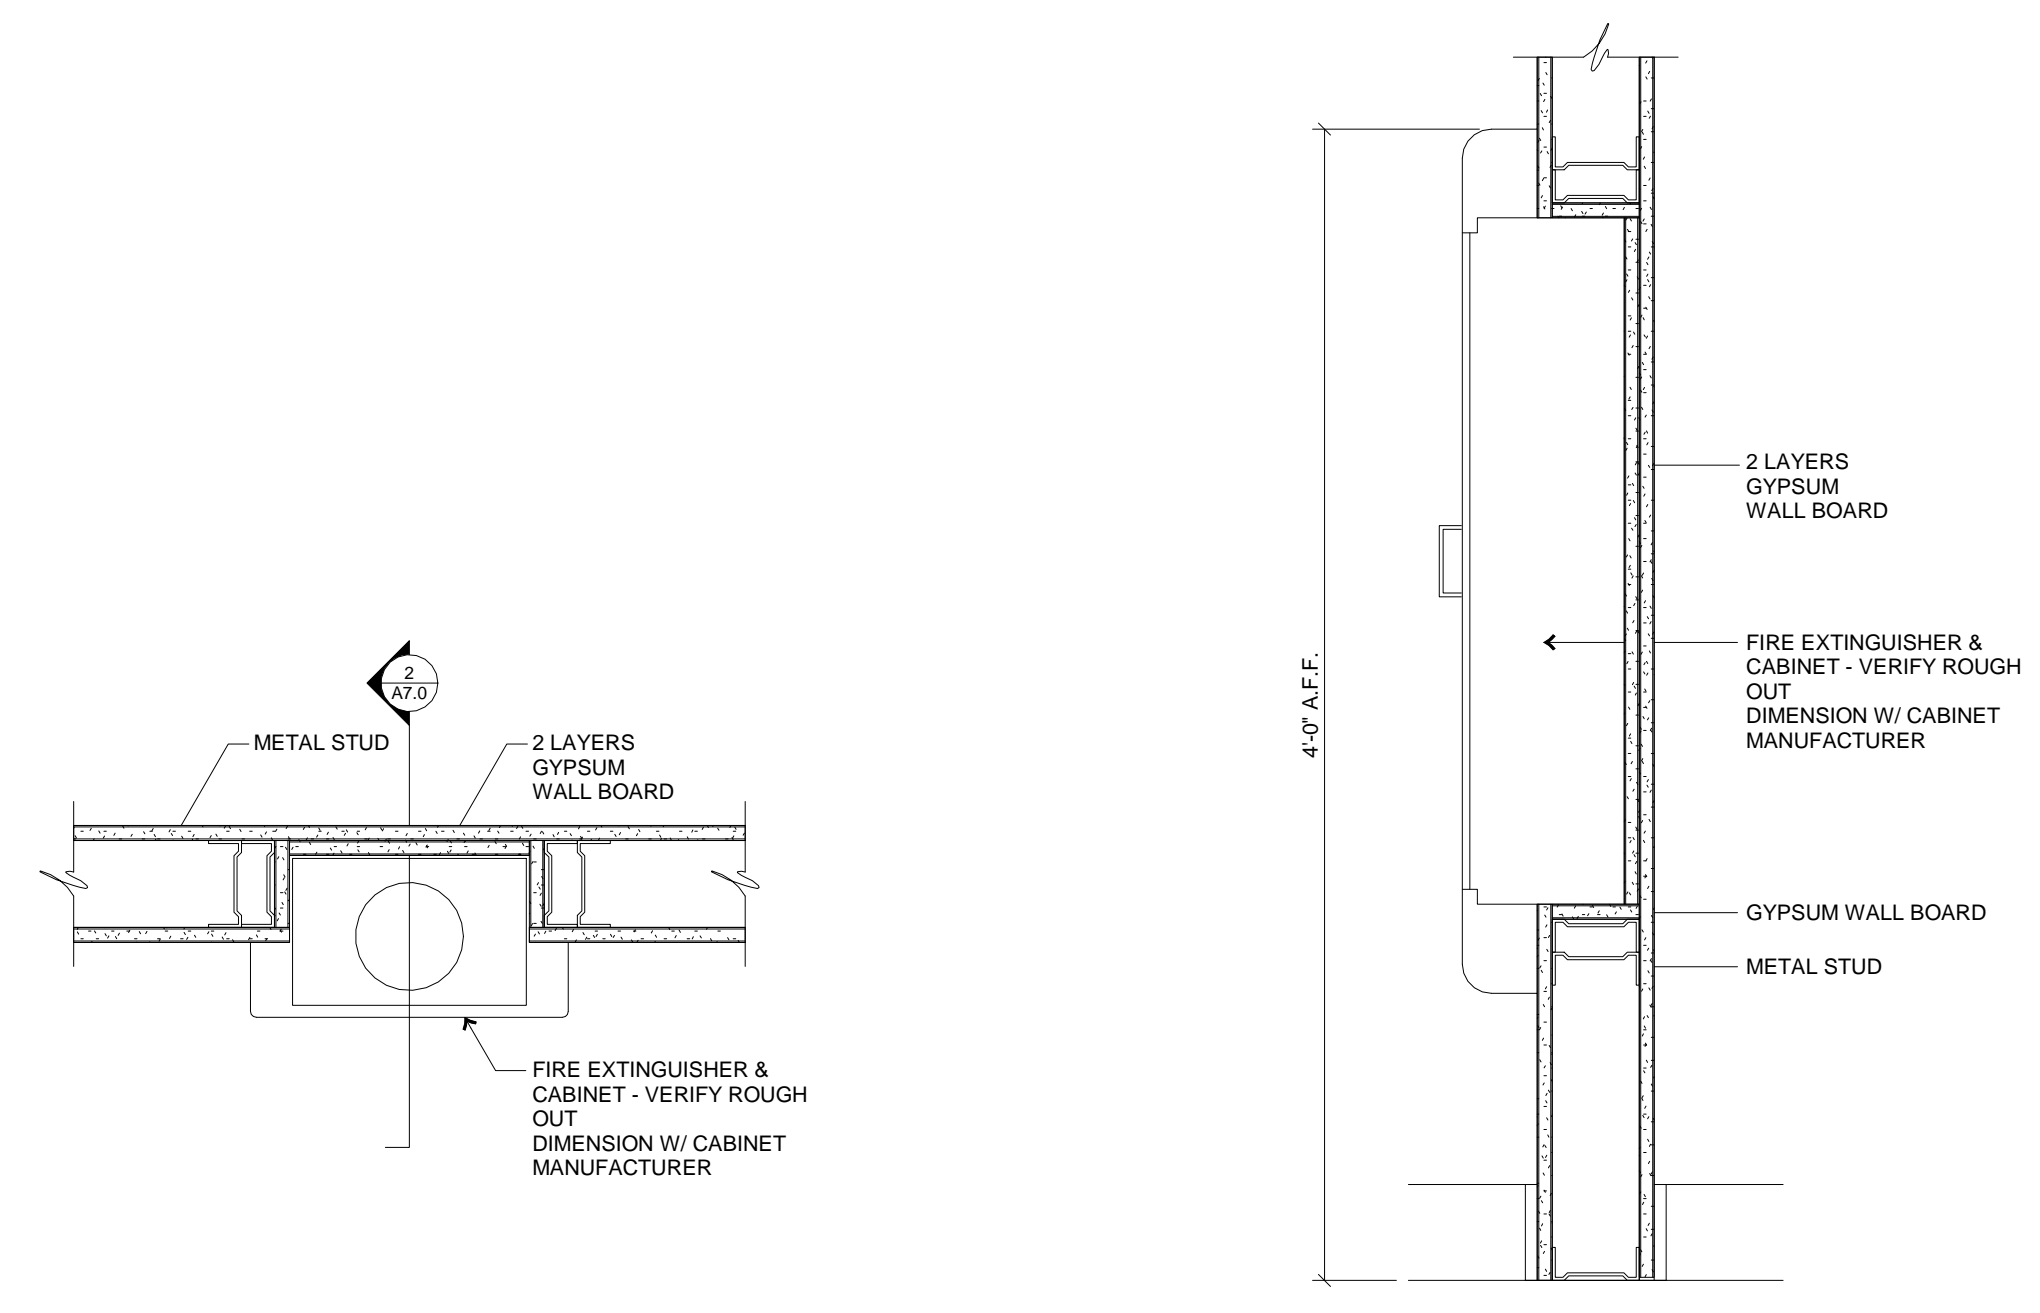 2
A7.0
METAL STUD
2 LAYERS
GYPSUM
WALL BOARD
FIRE EXTINGUISHER &
CABINET - VERIFY ROUGH
OUT
DIMENSION W/ CABINET
MANUFACTURER
4'-0" A.F.F.
2 LAYERS
GYPSUM
WALL BOARD
FIRE EXTINGUISHER &
CABINET - VERIFY ROUGH
OUT
DIMENSION W/ CABINET
MANUFACTURER
GYPSUM WALL BOARD
METAL STUD